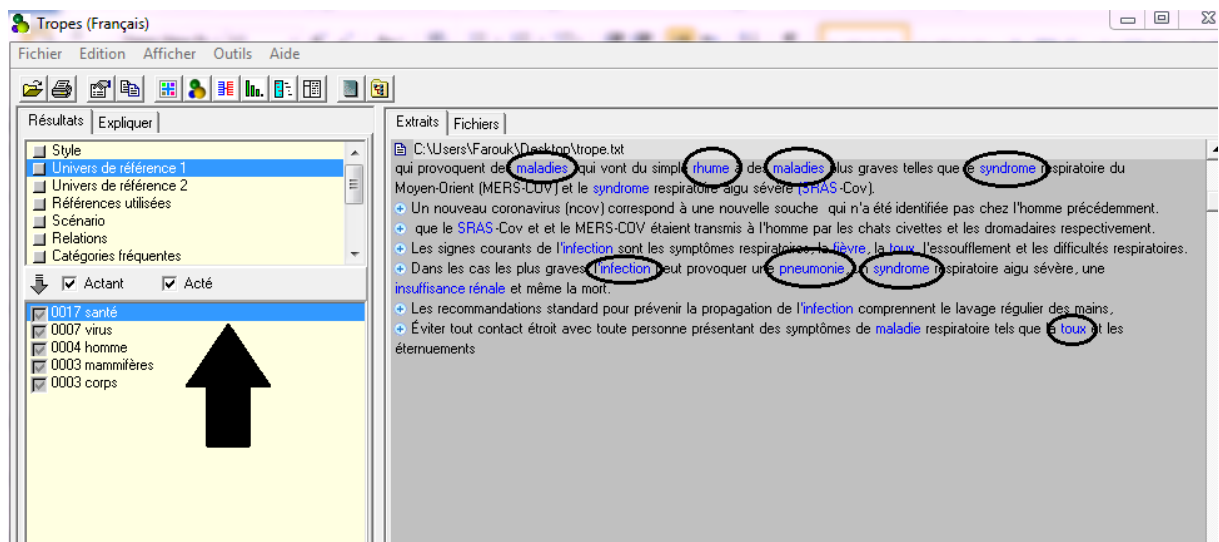 Tropes (Français)
Fichier Edition Afficher Outils Aide
Résultats Expliquer
Style
Univers de référence 1
Univers de référence 2
Références utilisées
Scénario
Relations
Catégories fréquentes
Actant Acté
0017 santé
0007 virus
0004 homme
0003 mammifères
0003 corps
Extraits Fichiers
C:\Users\Farouk\Desktop\trope.txt
qui provoquent des maladies qui vont du simple rhume à des maladies plus graves telles que le syndrome respiratoire du
Moyen-Orient (MERS-COV) et le syndrome respiratoire aigu sévère (SRAS-Cov).
Un nouveau coronavirus (ncov) correspond à une nouvelle souche qui n'a été identifiée pas chez l'homme précédemment.
que le SRAS-Cov et et le MERS-COV étaient transmis à l'homme par les chats civettes et les dromadaires respectivement.
Les signes courants de l'infection sont les symptômes respiratoires, la fièvre, la toux, l'essoufflement et les difficultés respiratoires.
Dans les cas les plus graves, l'infection peut provoquer une pneumonie, un syndrome respiratoire aigu sévère, une
insuffisance rénale et même la mort.
Les recommandations standard pour prévenir la propagation de l'infection comprennent le lavage régulier des mains,
Éviter tout contact étroit avec toute personne présentant des symptômes de maladie respiratoire tels que la toux et les
éternuements